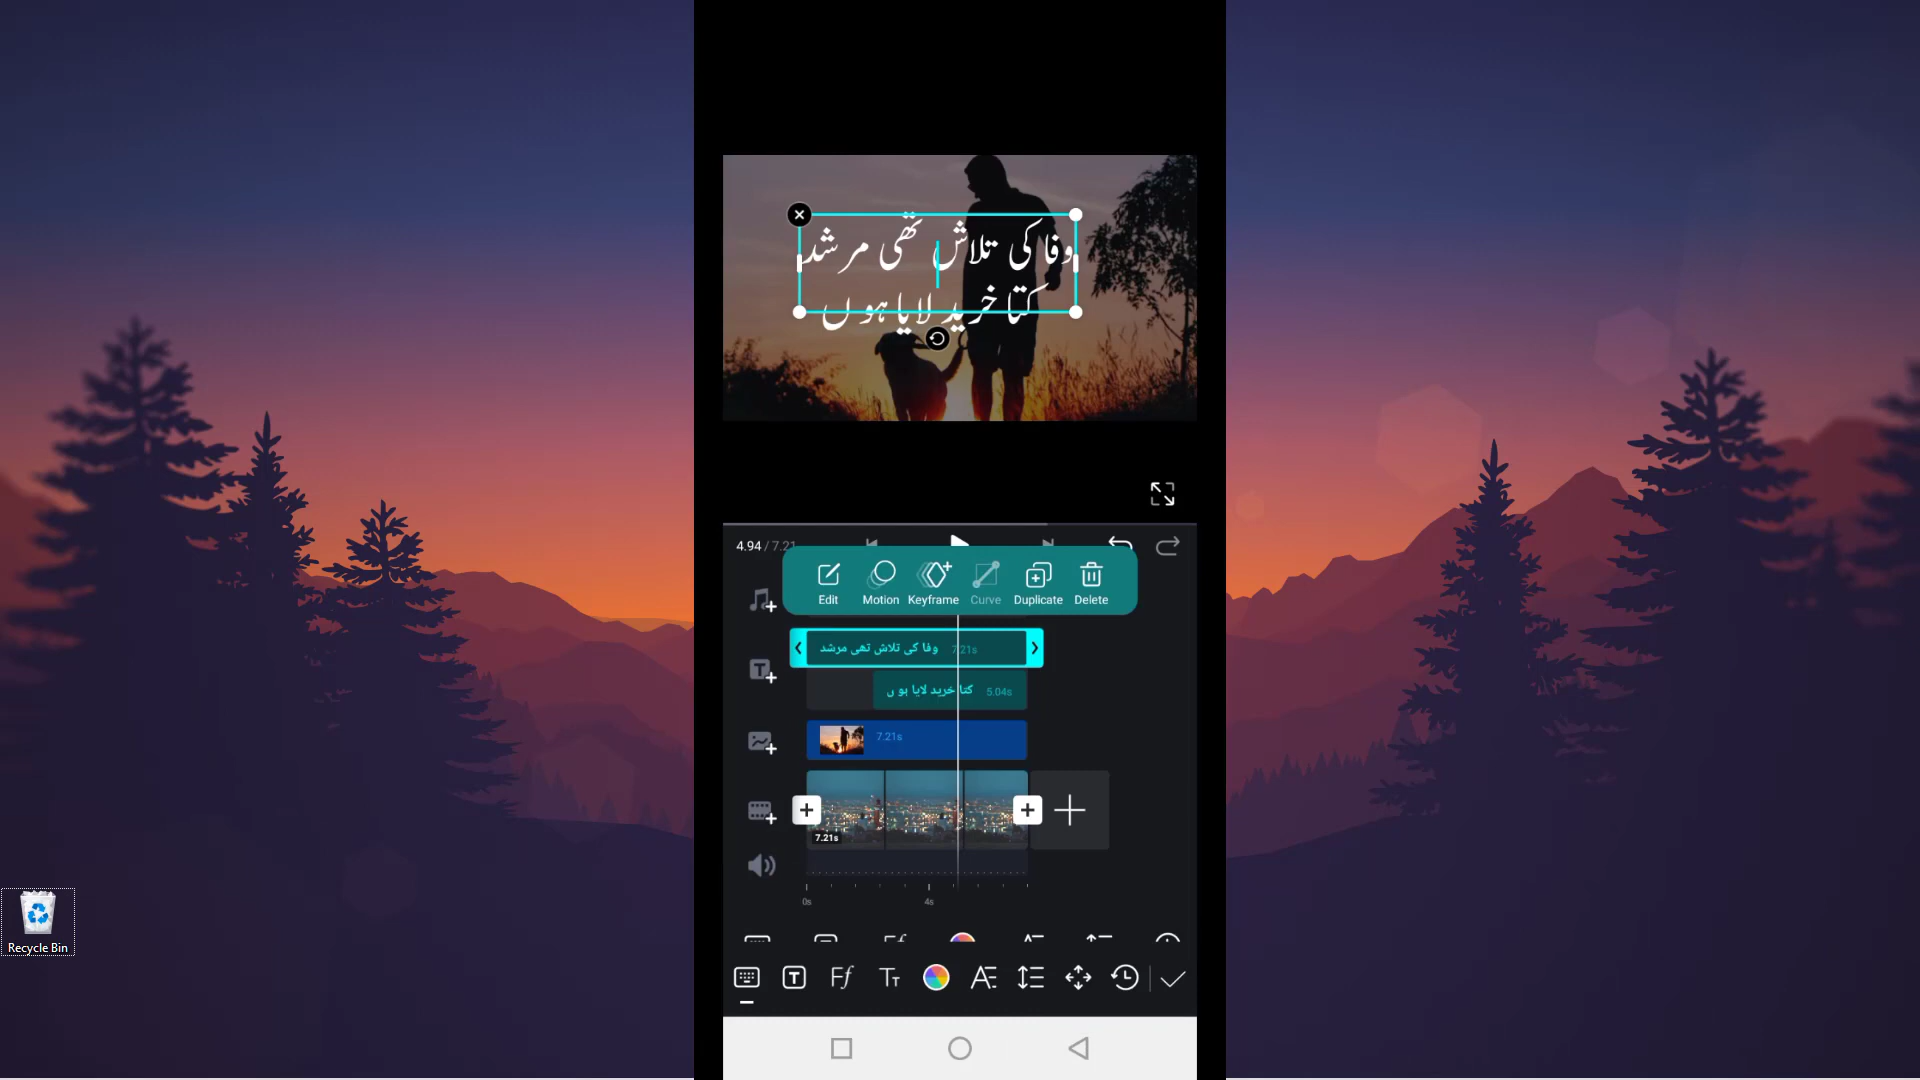 وفا کی تلاش تھی مرشد
کتا خرید لایا ہو ں
4.94 / 7.21
Edit
Motion
Keyframe
Curve
Duplicate
Delete
وفا کی تلاش تھی مرشد 7.21s
کتا خرید لایا ہو ں 5.04s
7.21s
7.21s
0s
4s
Recycle Bin